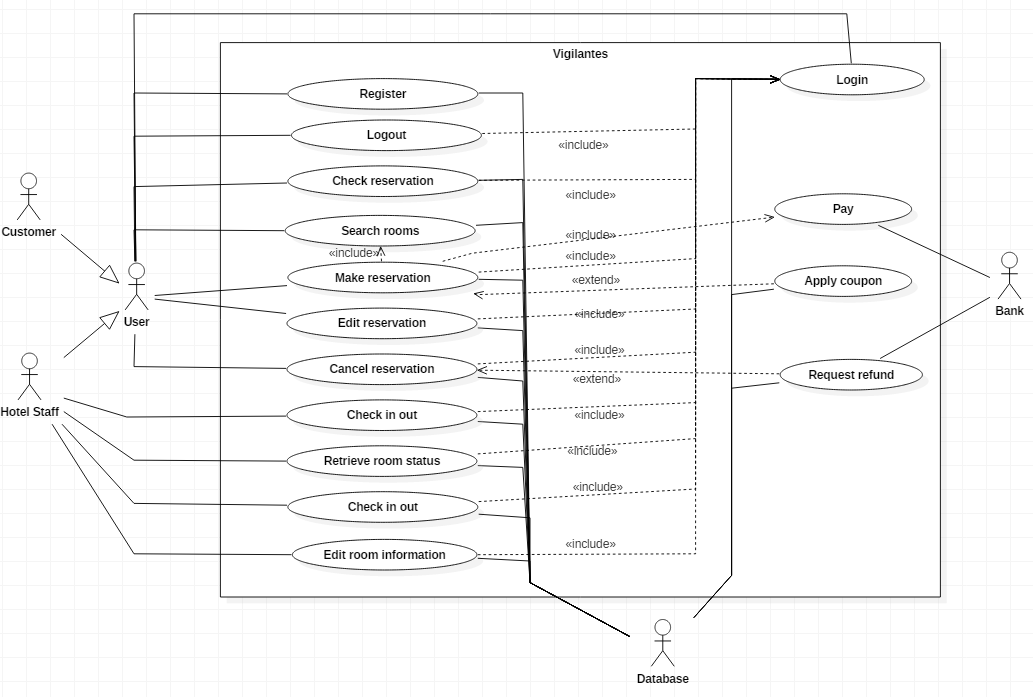 Vigilantes
Login
Register
Logout
«include»
Check reservation
«include»
Customer
Pay
Search rooms
«include»
«include»
«include»
Make reservation
«extend»
Apply coupon
Bank
User
Edit reservation
«include»
«include»
Cancel reservation
«extend»
Request refund
Hotel Staff
Check in out
«include»
«include»
Retrieve room status
«include»
Check in out
«include»
Edit room information
Database